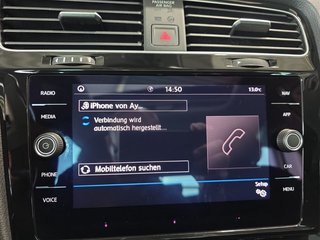 PASSENGER
AIR BAG
RADIO
MEDIA
PHONE
VOICE
14:50
13.0°C
iPhone von Ay...
Verbindung wird
automatisch hergestellt...
Mobiltelefon suchen
Setup
NAV
APP
CAR
MENU